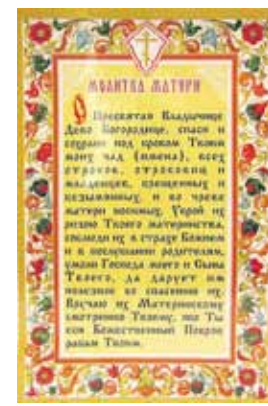 МОЛИТВА МАТЕРИ
О Пресвятая Владычице
Дево Богородице, спаси и
сохрани под кровом Твоим
моих чад (имена), всех
отроков, отроковиц и
младенцев, крещенных и
безымянных, и во чреве
матери носимых. Укрой их
ризою Твоего материнства,
соблюди их в страхе Божием
и в послушании родителям,
умоли Господа моего и Сына
Твоего, да дарует им
полезное ко спасению их.
Вручаю их Материнскому
смотрению Твоему, яко Ты
еси Божественный Покров
рабам Твоим.